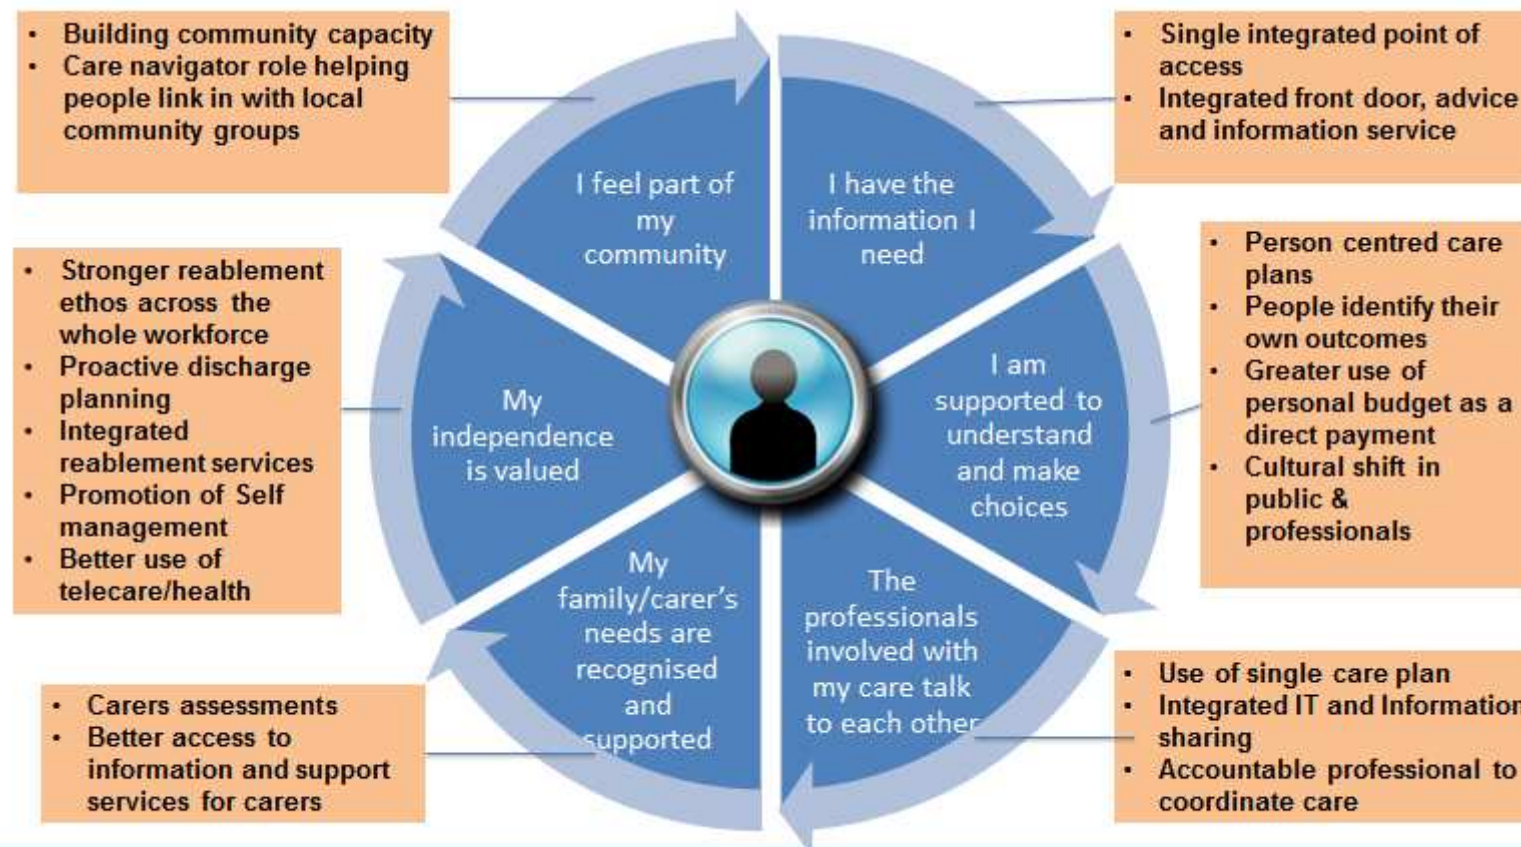 • Building community capacity
• Care navigator role helping
people link in with local
community groups
I feel part of
my
community
I have the
information I
need
• Single integrated point of
access
• Integrated front door, advice
and information service
• Stronger reablement
ethos across the
whole workforce
• Proactive discharge
planning
• Integrated
reablement services
• Promotion of Self
management
• Better use of
telecare/health
My
independence
is valued
I am
supported to
understand
and make
choices
• Person centred care
plans
• People identify their
own outcomes
• Greater use of
personal budget as a
direct payment
• Cultural shift in
public &
professionals
• Carers assessments
• Better access to
information and support
services for carers
My
family/carer's
needs are
recognised
and
supported
The
professionals
involved with
my care talk
to each other
• Use of single care plan
• Integrated IT and Information
sharing
• Accountable professional to
coordinate care